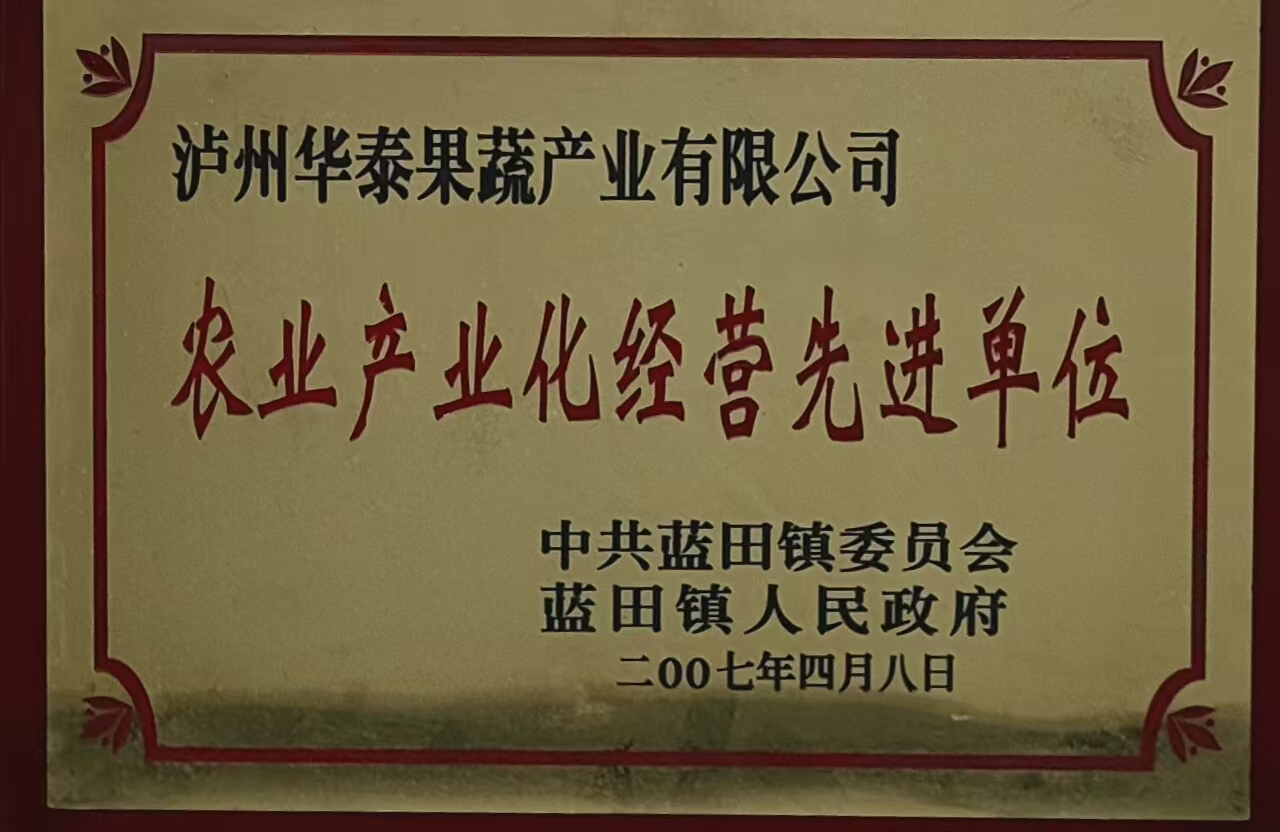 泸州华泰果蔬产业有限公司
农业产业化经营先进单位
中共蓝田镇委员会
蓝田镇人民政府
二00七年四月八日